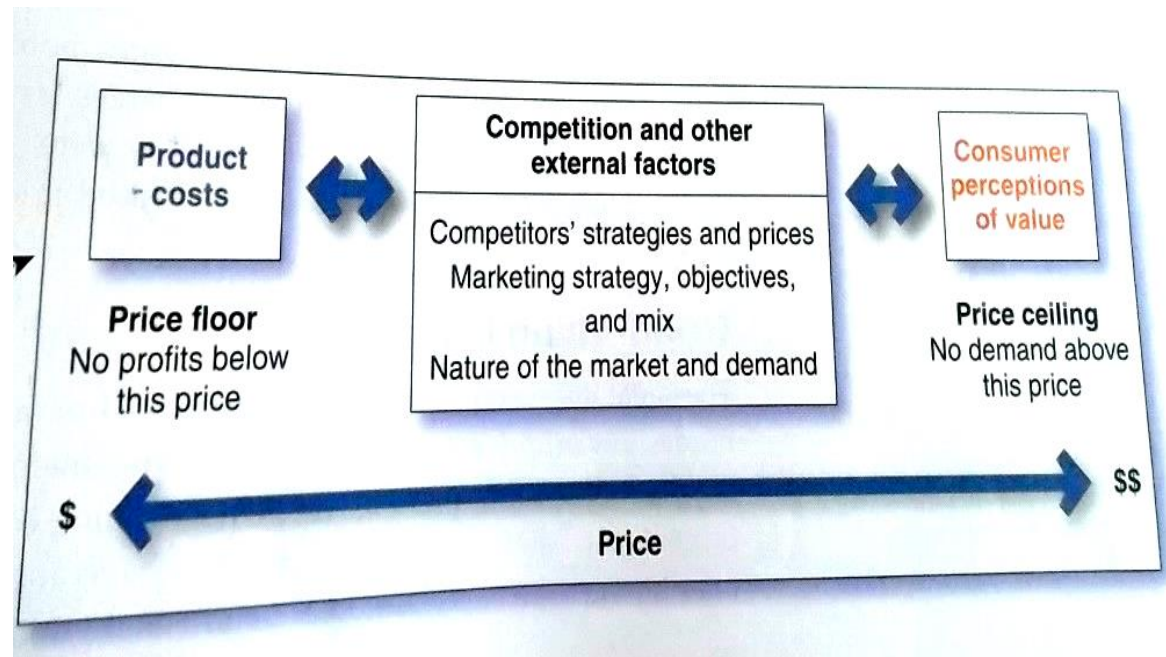 Product
costs
Price floor
No profits below
this price
Competition and other
external factors
Competitors' strategies and prices
Marketing strategy, objectives,
and mix
Nature of the market and demand
Consumer
perceptions
of value
Price ceiling
No demand above
this price
$
$$
Price